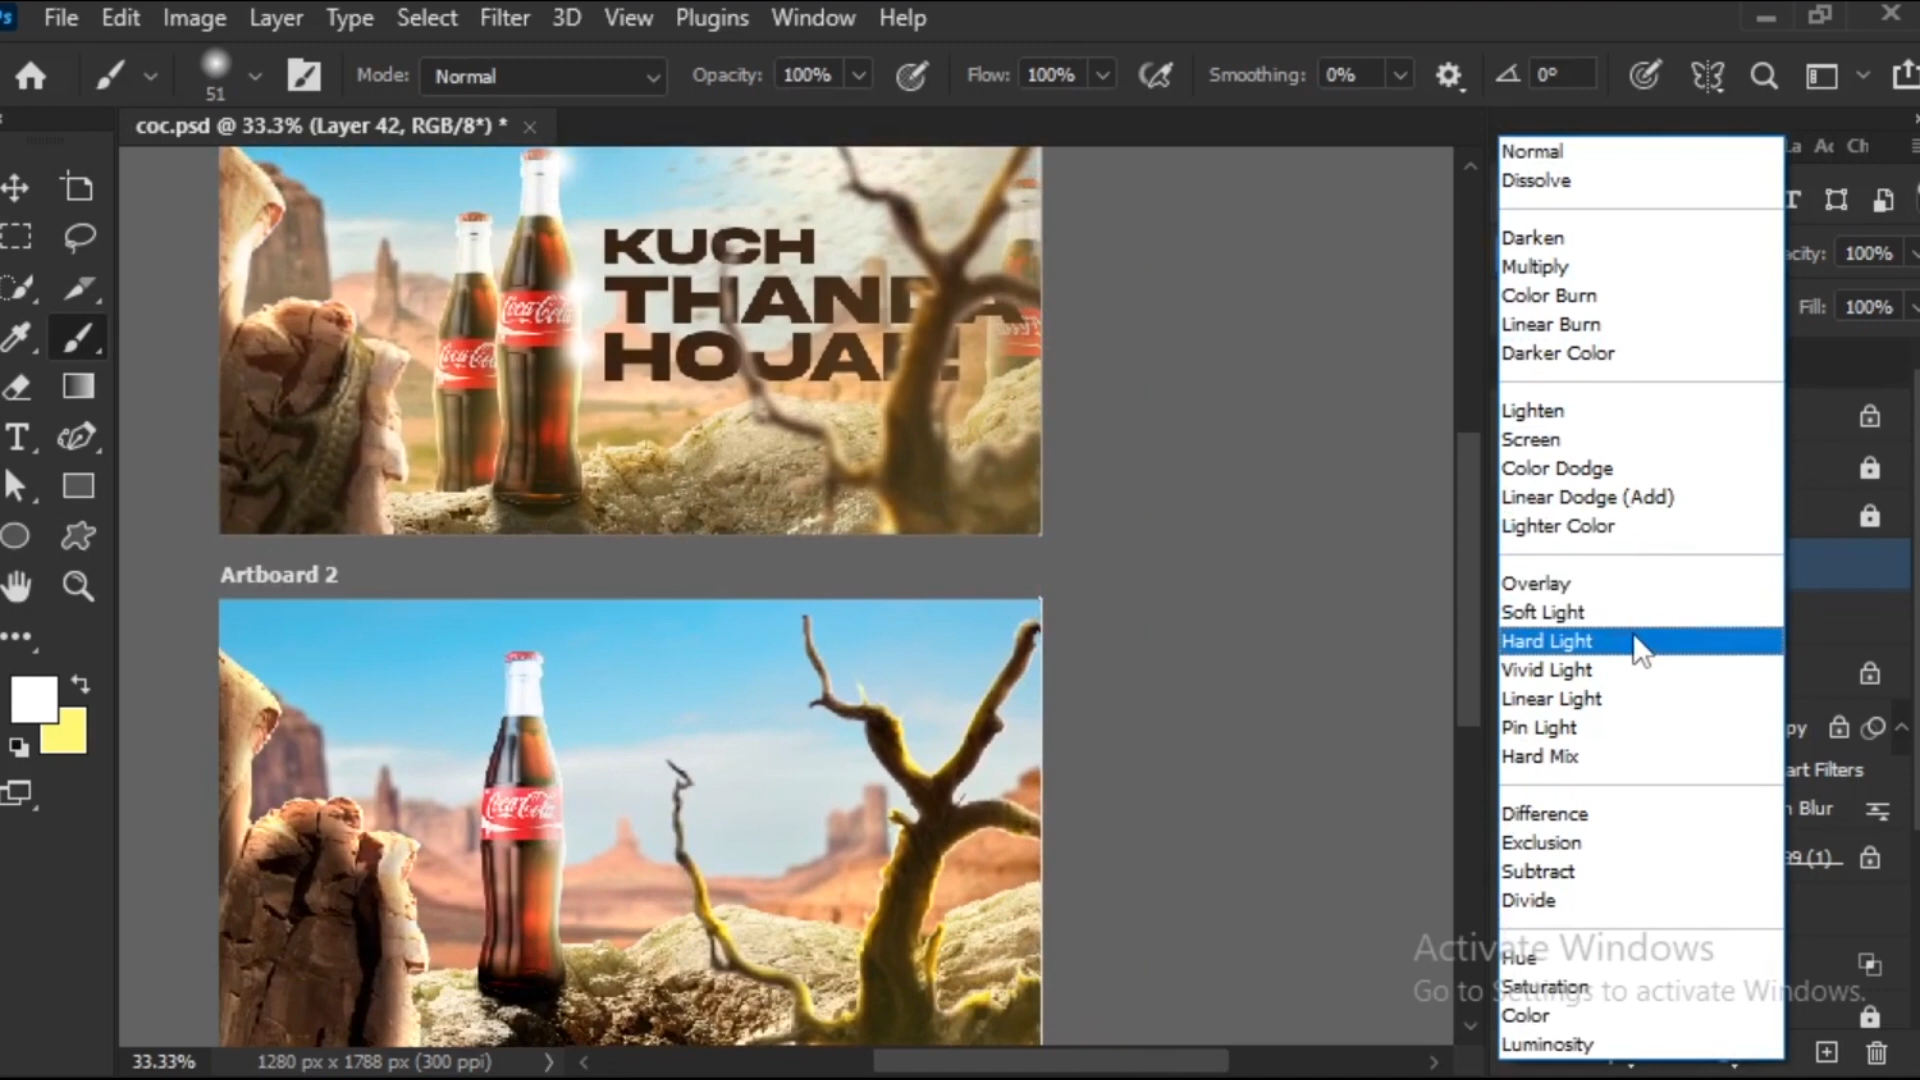 File Edit Image Layer Type Select Filter 3D View Plugins Window Help
51
Mode: Normal Opacity: 100% Flow: 100% Smoothing: 0% 0°
coc.psd @ 33.3% (Layer 42, RGB/8*) *
KUCH
THANDA
HO JAE!
Coca-Cola
Coca-Cola
Artboard 2
Coca-Cola
33.33% 1280 px x 1788 px (300 ppi)
Normal
Dissolve
Darken
Multiply
Color Burn
Linear Burn
Darker Color
Lighten
Screen
Color Dodge
Linear Dodge (Add)
Lighter Color
Overlay
Soft Light
Hard Light
Vivid Light
Linear Light
Pin Light
Hard Mix
Difference
Exclusion
Subtract
Divide
Hue
Saturation
Color
Luminosity
La Ac Ch
acity: 100%
Fill: 100%
py
art Filters
n Blur
39 (1)
Activate Windows
Go to Settings to activate Windows.